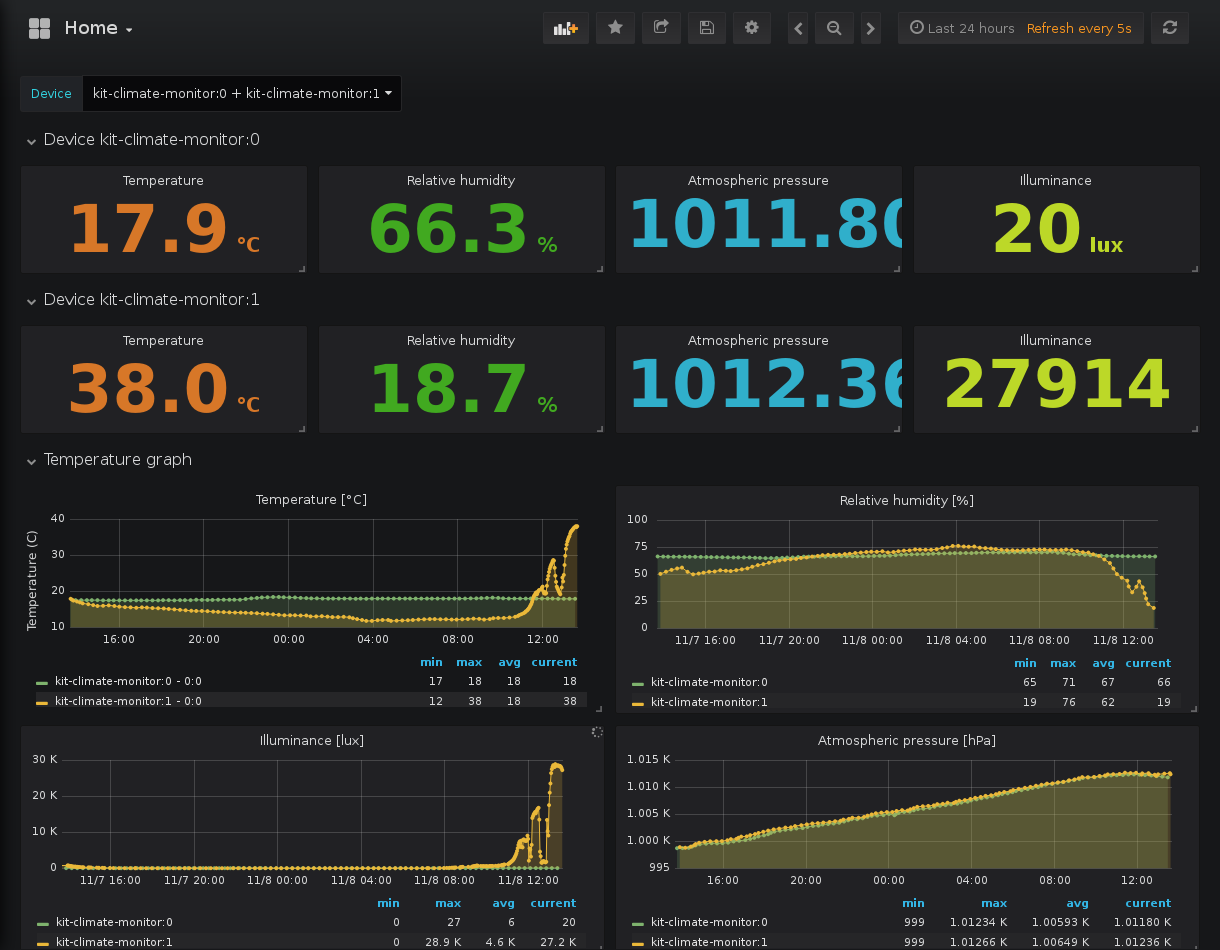 Home
Last 24 hours Refresh every 5s
Device kit-climate-monitor:0 + kit-climate-monitor:1
Device kit-climate-monitor:0
Temperature Relative humidity Atmospheric pressure Illuminance
17.9 °C 66.3 % 1011.80 20 lux
Device kit-climate-monitor:1
Temperature Relative humidity Atmospheric pressure Illuminance
38.0 °C 18.7 % 1012.36 27914
Temperature graph
Temperature [°C]
Temperature (C)
40
30
20
10
16:00 20:00 00:00 04:00 08:00 12:00
min max avg current
kit-climate-monitor:0 - 0:0 17 18 18 18
kit-climate-monitor:1 - 0:0 12 38 18 38
Relative humidity [%]
100
75
50
25
0
11/7 16:00 11/7 20:00 11/8 00:00 11/8 04:00 11/8 08:00 11/8 12:00
min max avg current
kit-climate-monitor:0 65 71 67 66
kit-climate-monitor:1 19 76 62 19
Illuminance [lux]
30 K
20 K
10 K
0
11/7 16:00 11/7 20:00 11/8 00:00 11/8 04:00 11/8 08:00 11/8 12:00
min max avg current
kit-climate-monitor:0 0 27 6 20
kit-climate-monitor:1 0 28.9 K 4.6 K 27.2 K
Atmospheric pressure [hPa]
1.015 K
1.010 K
1.005 K
1.000 K
995
16:00 20:00 00:00 04:00 08:00 12:00
min max avg current
kit-climate-monitor:0 999 1.01234 K 1.00593 K 1.01180 K
kit-climate-monitor:1 999 1.01266 K 1.00649 K 1.01236 K